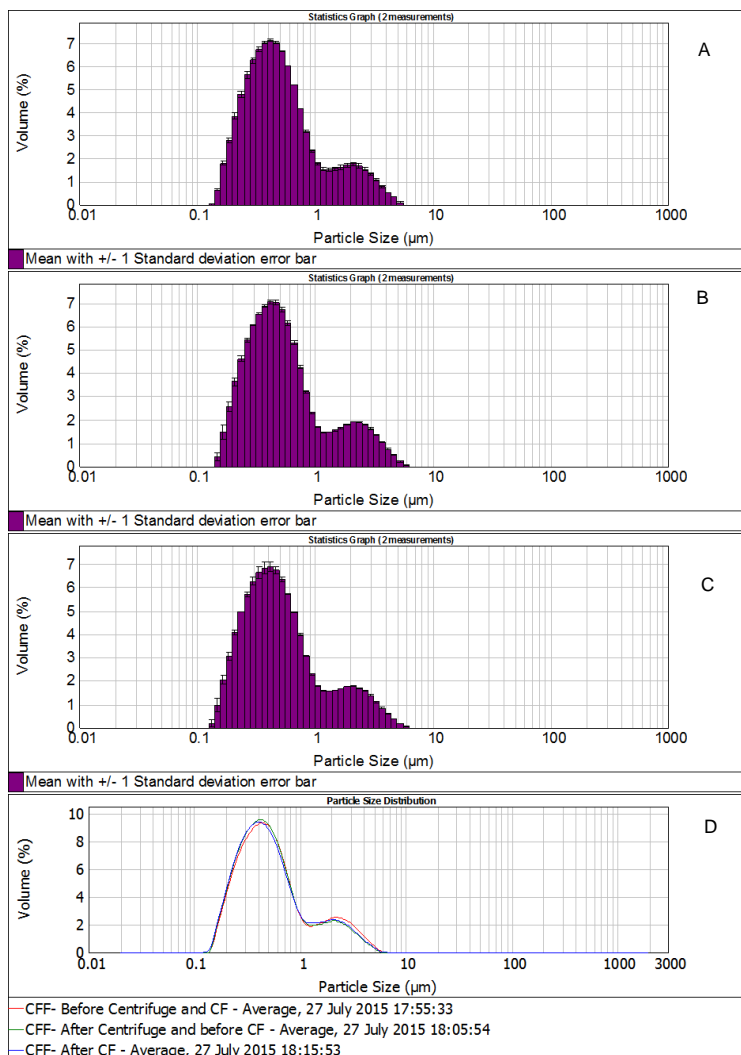 Statistics Graph (2 measurements)
A
Volume (%)
7
6
5
4
3
2
1
0
0.01 0.1 1 10 100 1000
Particle Size (µm)
Mean with +/- 1 Standard deviation error bar
Statistics Graph (2 measurements)
B
Volume (%)
7
6
5
4
3
2
1
0
0.01 0.1 1 10 100 1000
Particle Size (µm)
Mean with +/- 1 Standard deviation error bar
Statistics Graph (2 measurements)
C
Volume (%)
7
6
5
4
3
2
1
0
0.01 0.1 1 10 100 1000
Particle Size (µm)
Mean with +/- 1 Standard deviation error bar
Particle Size Distribution
D
Volume (%)
10
8
6
4
2
0
0.01 0.1 1 10 100 1000 3000
Particle Size (µm)
CFF- Before Centrifuge and CF - Average, 27 July 2015 17:55:33
CFF- After Centrifuge and before CF - Average, 27 July 2015 18:05:54
CFF- After CF - Average, 27 July 2015 18:15:53